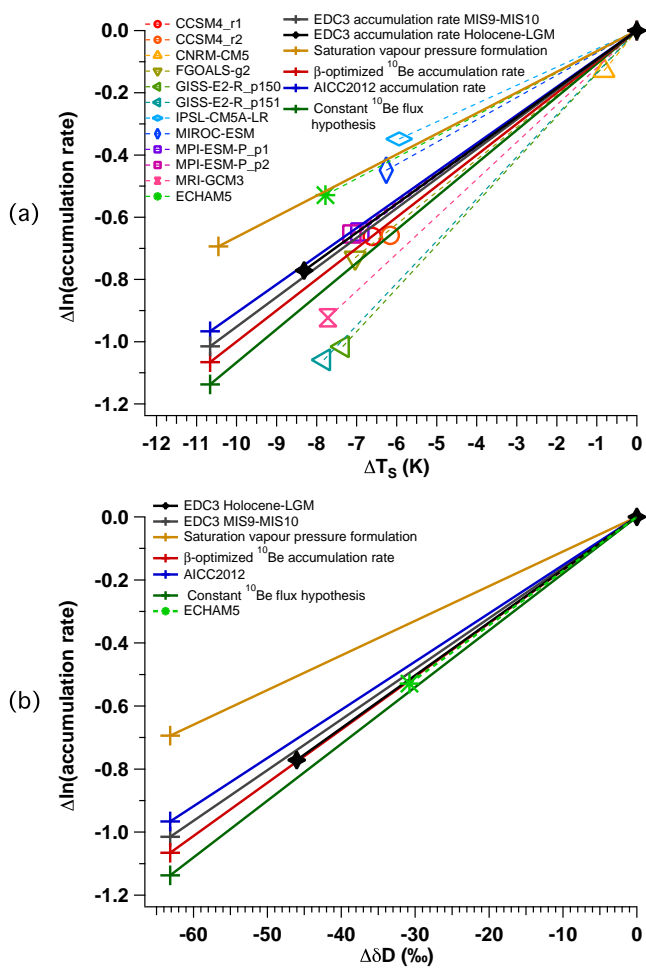 (a)
CCSM4_r1
CCSM4_r2
CNRM-CM5
FGOALS-g2
GISS-E2-R_p150
GISS-E2-R_p151
IPSL-CM5A-LR
MIROC-ESM
MPI-ESM-P_p1
MPI-ESM-P_p2
MRI-GCM3
ECHAM5
EDC3 accumulation rate MIS9-MIS10
EDC3 accumulation rate Holocene-LGM
Saturation vapour pressure formulation
β-optimized ¹⁰Be accumulation rate
AICC2012 accumulation rate
Constant ¹⁰Be flux
hypothesis
Δln(accumulation rate)
0.0
-0.2
-0.4
-0.6
-0.8
-1.0
-1.2
-12 -11 -10 -9 -8 -7 -6 -5 -4 -3 -2 -1 0
ΔT_S (K)
(b)
EDC3 Holocene-LGM
EDC3 MIS9-MIS10
Saturation vapour pressure formulation
β-optimized ¹⁰Be accumulation rate
AICC2012
Constant ¹⁰Be flux hypothesis
ECHAM5
Δln(accumulation rate)
0.0
-0.2
-0.4
-0.6
-0.8
-1.0
-1.2
-60 -50 -40 -30 -20 -10 0
ΔδD (‰)